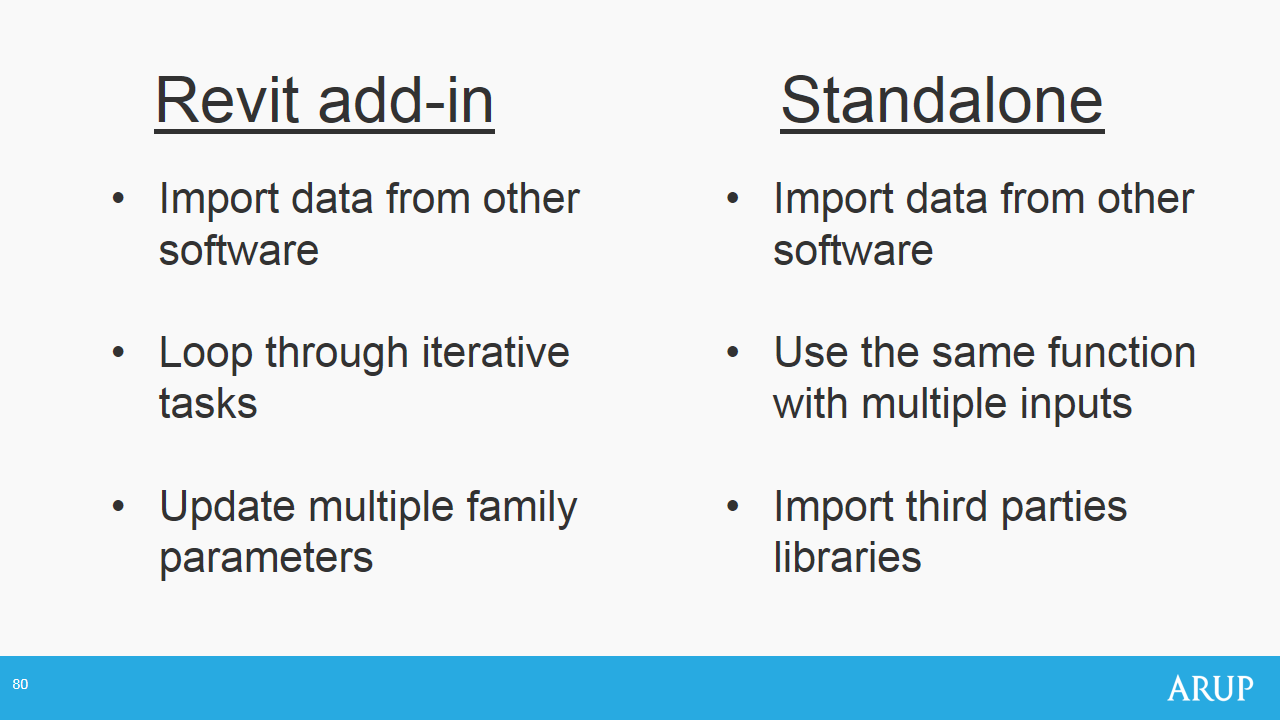 Revit add-in
• Import data from other
software
• Loop through iterative
tasks
• Update multiple family
parameters
Standalone
• Import data from other
software
• Use the same function
with multiple inputs
• Import third parties
libraries
80
ARUP